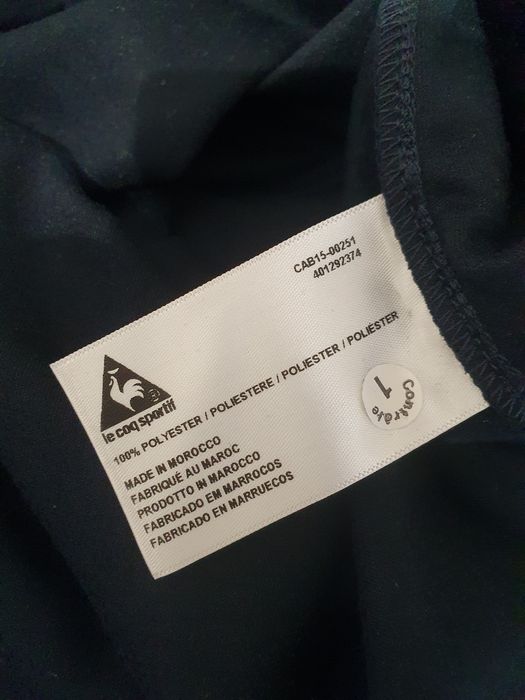 CAB15-00251
401292374
le coq sportif
®
100% POLYESTER / POLIESTERE / POLIESTER / POLIÉSTER
MADE IN MOROCCO
FABRIQUÉ AU MAROC
PRODOTTO IN MAROCCO
FABRICADO EM MARROCOS
FABRICADO EN MARRUECOS
Contrôle
1